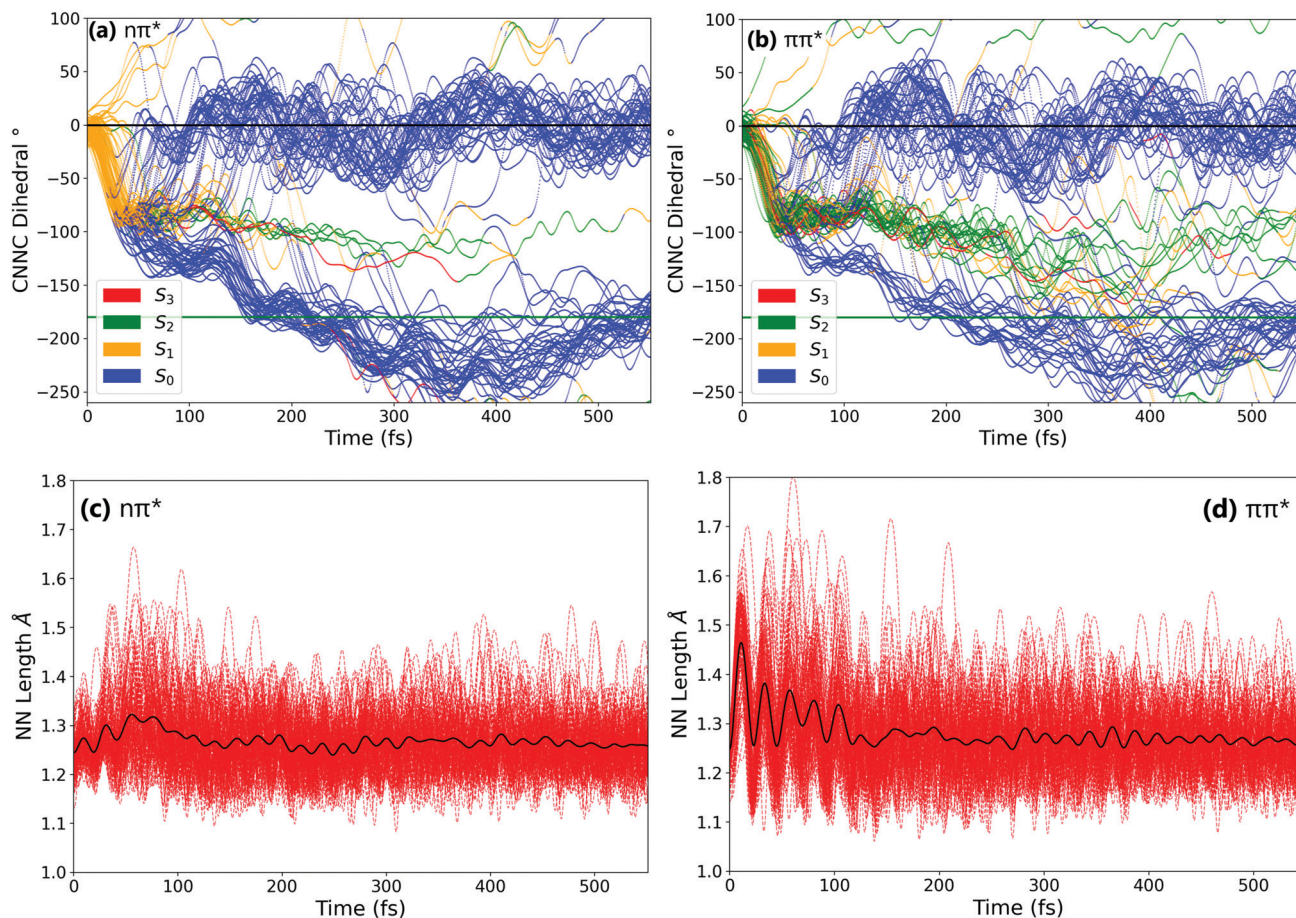 (a) nπ*
CNNC Dihedral °
100
50
0
−50
−100
−150
−200
−250
S₃
S₂
S₁
S₀
0
100
200
300
400
500
Time (fs)
(b) ππ*
CNNC Dihedral °
100
50
0
−50
−100
−150
−200
−250
S₃
S₂
S₁
S₀
0
100
200
300
400
500
Time (fs)
(c) nπ*
NN Length Å
1.8
1.7
1.6
1.5
1.4
1.3
1.2
1.1
1.0
0
100
200
300
400
500
Time (fs)
(d) ππ*
NN Length Å
1.8
1.7
1.6
1.5
1.4
1.3
1.2
1.1
1.0
0
100
200
300
400
500
Time (fs)